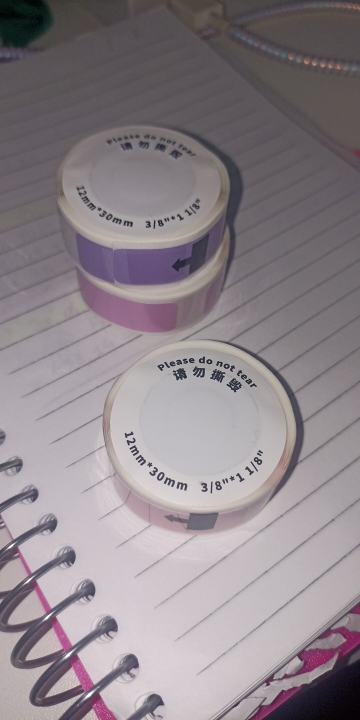 Please do not tear
请勿撕毁
12mm*30mm 3/8"*1 1/8"
Please do not tear
请勿撕毁
12mm*30mm 3/8"*1 1/8"